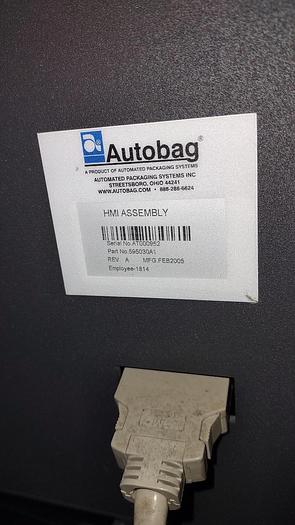 Autobag®
A PRODUCT OF AUTOMATED PACKAGING SYSTEMS
AUTOMATED PACKAGING SYSTEMS INC
STREETSBORO, OHIO 44241
WWW.AUTOBAG.COM • 888-288-6624
HMI ASSEMBLY
Serial No.AT000952
Part No.595030A1
REV. A MFG.FEB2005
Employee-1814